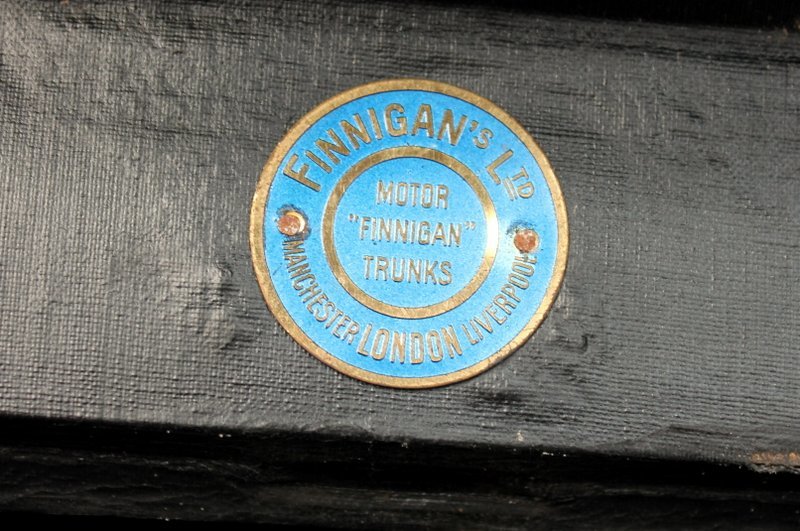 FINNIGAN'S LTD
MOTOR
"FINNIGAN"
TRUNKS
MANCHESTER LONDON LIVERPOOL